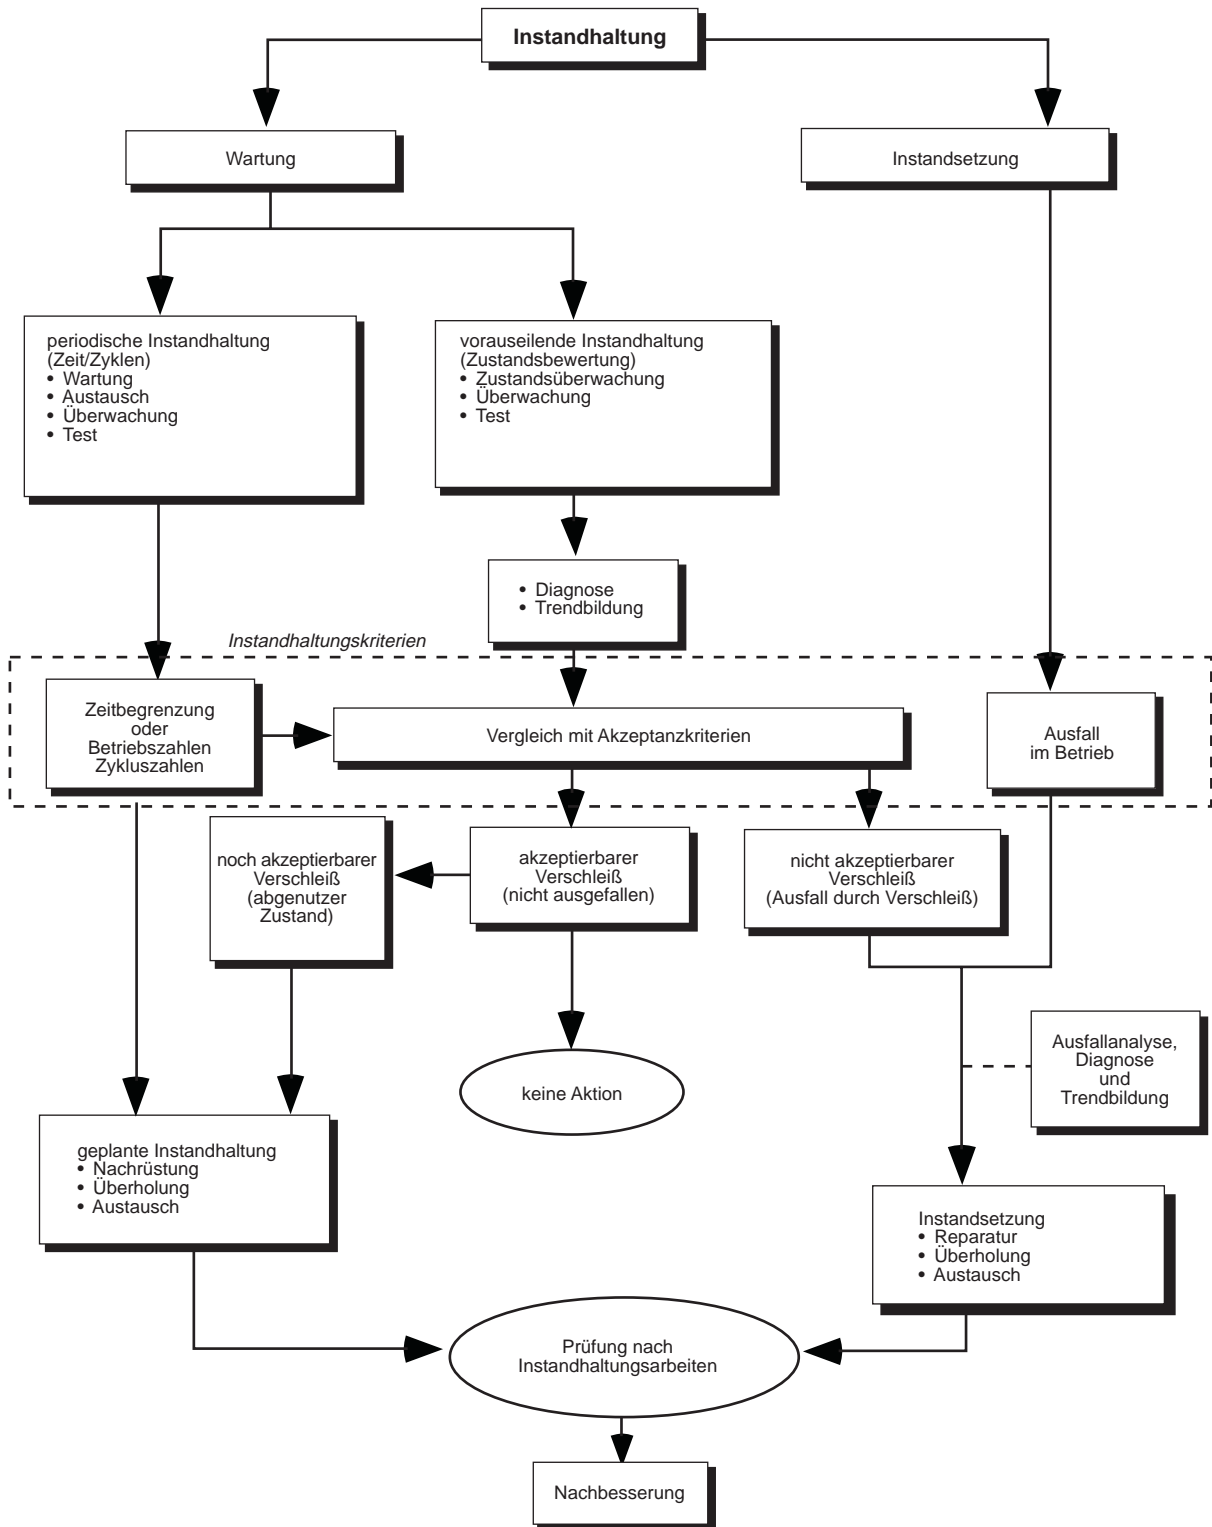 Instandhaltung
Wartung
Instandsetzung
periodische Instandhaltung
(Zeit/Zyklen)
• Wartung
• Austausch
• Überwachung
• Test
vorauseilende Instandhaltung
(Zustandsbewertung)
• Zustandsüberwachung
• Überwachung
• Test
• Diagnose
• Trendbildung
Instandhaltungskriterien
Zeitbegrenzung
oder
Betriebszahlen
Zykluszahlen
Vergleich mit Akzeptanzkriterien
Ausfall
im Betrieb
noch akzeptierbarer
Verschleiß
(abgenutzer
Zustand)
akzeptierbarer
Verschleiß
(nicht ausgefallen)
nicht akzeptierbarer
Verschleiß
(Ausfall durch Verschleiß)
keine Aktion
Ausfallanalyse,
Diagnose
und
Trendbildung
geplante Instandhaltung
• Nachrüstung
• Überholung
• Austausch
Instandsetzung
• Reparatur
• Überholung
• Austausch
Prüfung nach
Instandhaltungsarbeiten
Nachbesserung